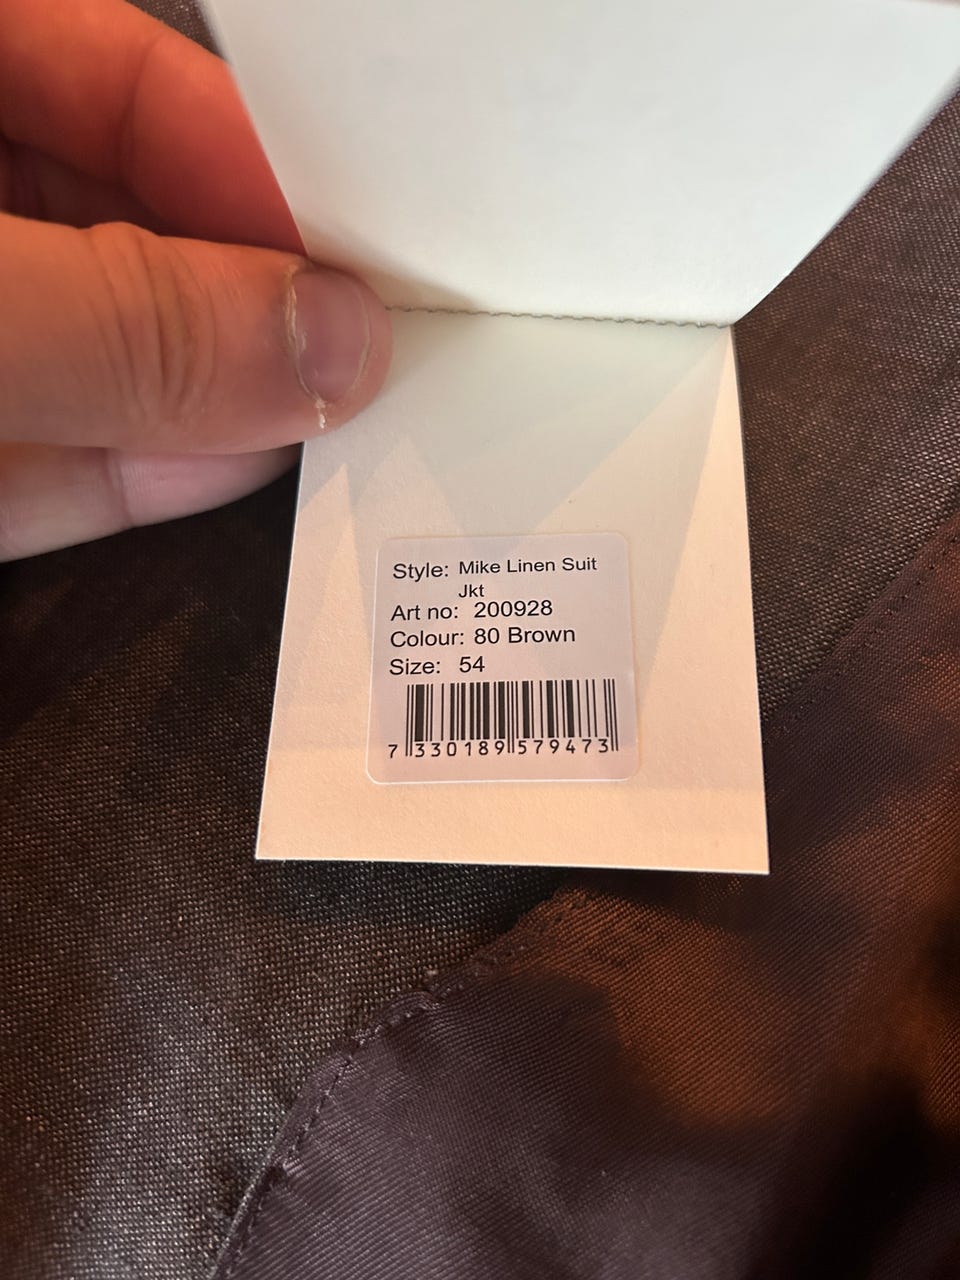 Style: Mike Linen Suit
Jkt
Art no: 200928
Colour: 80 Brown
Size: 54
7 330189 579473